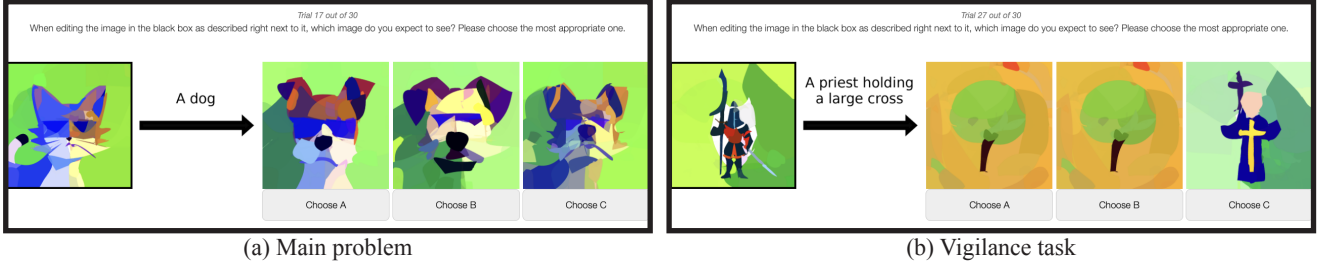 Trial 17 out of 30
When editing the image in the black box as described right next to it, which image do you expect to see? Please choose the most appropriate one.
A dog
Choose A
Choose B
Choose C
(a) Main problem
Trial 27 out of 30
When editing the image in the black box as described right next to it, which image do you expect to see? Please choose the most appropriate one.
A priest holding
a large cross
Choose A
Choose B
Choose C
(b) Vigilance task